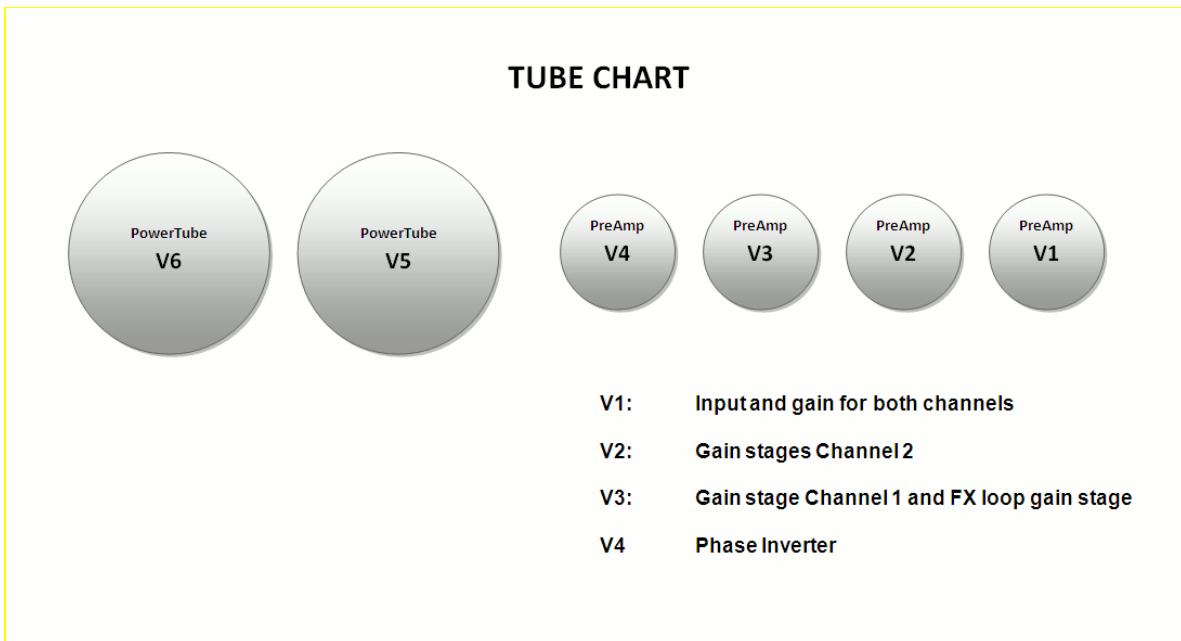 TUBE CHART
PowerTube
V6
PowerTube
V5
PreAmp
V4
PreAmp
V3
PreAmp
V2
PreAmp
V1
V1: Input and gain for both channels
V2: Gain stages Channel 2
V3: Gain stage Channel 1 and FX loop gain stage
V4 Phase Inverter